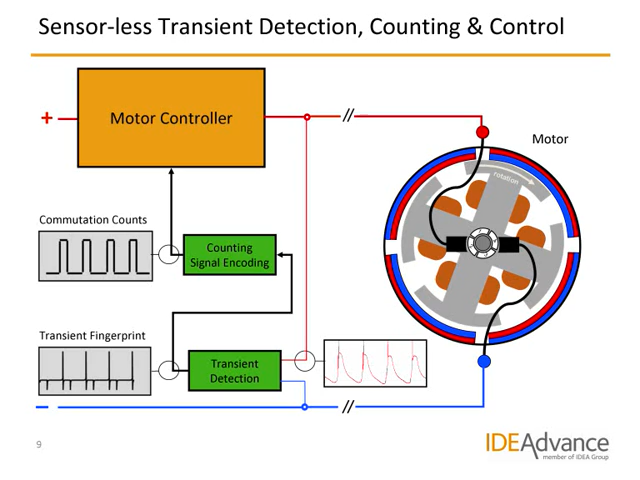 Sensor-less Transient Detection, Counting & Control
+
Motor Controller
//
Motor
rotation
Commutation Counts
Counting
Signal Encoding
Transient Fingerprint
Transient
Detection
−
//
9
IDEAdvance
member of IDEA Group